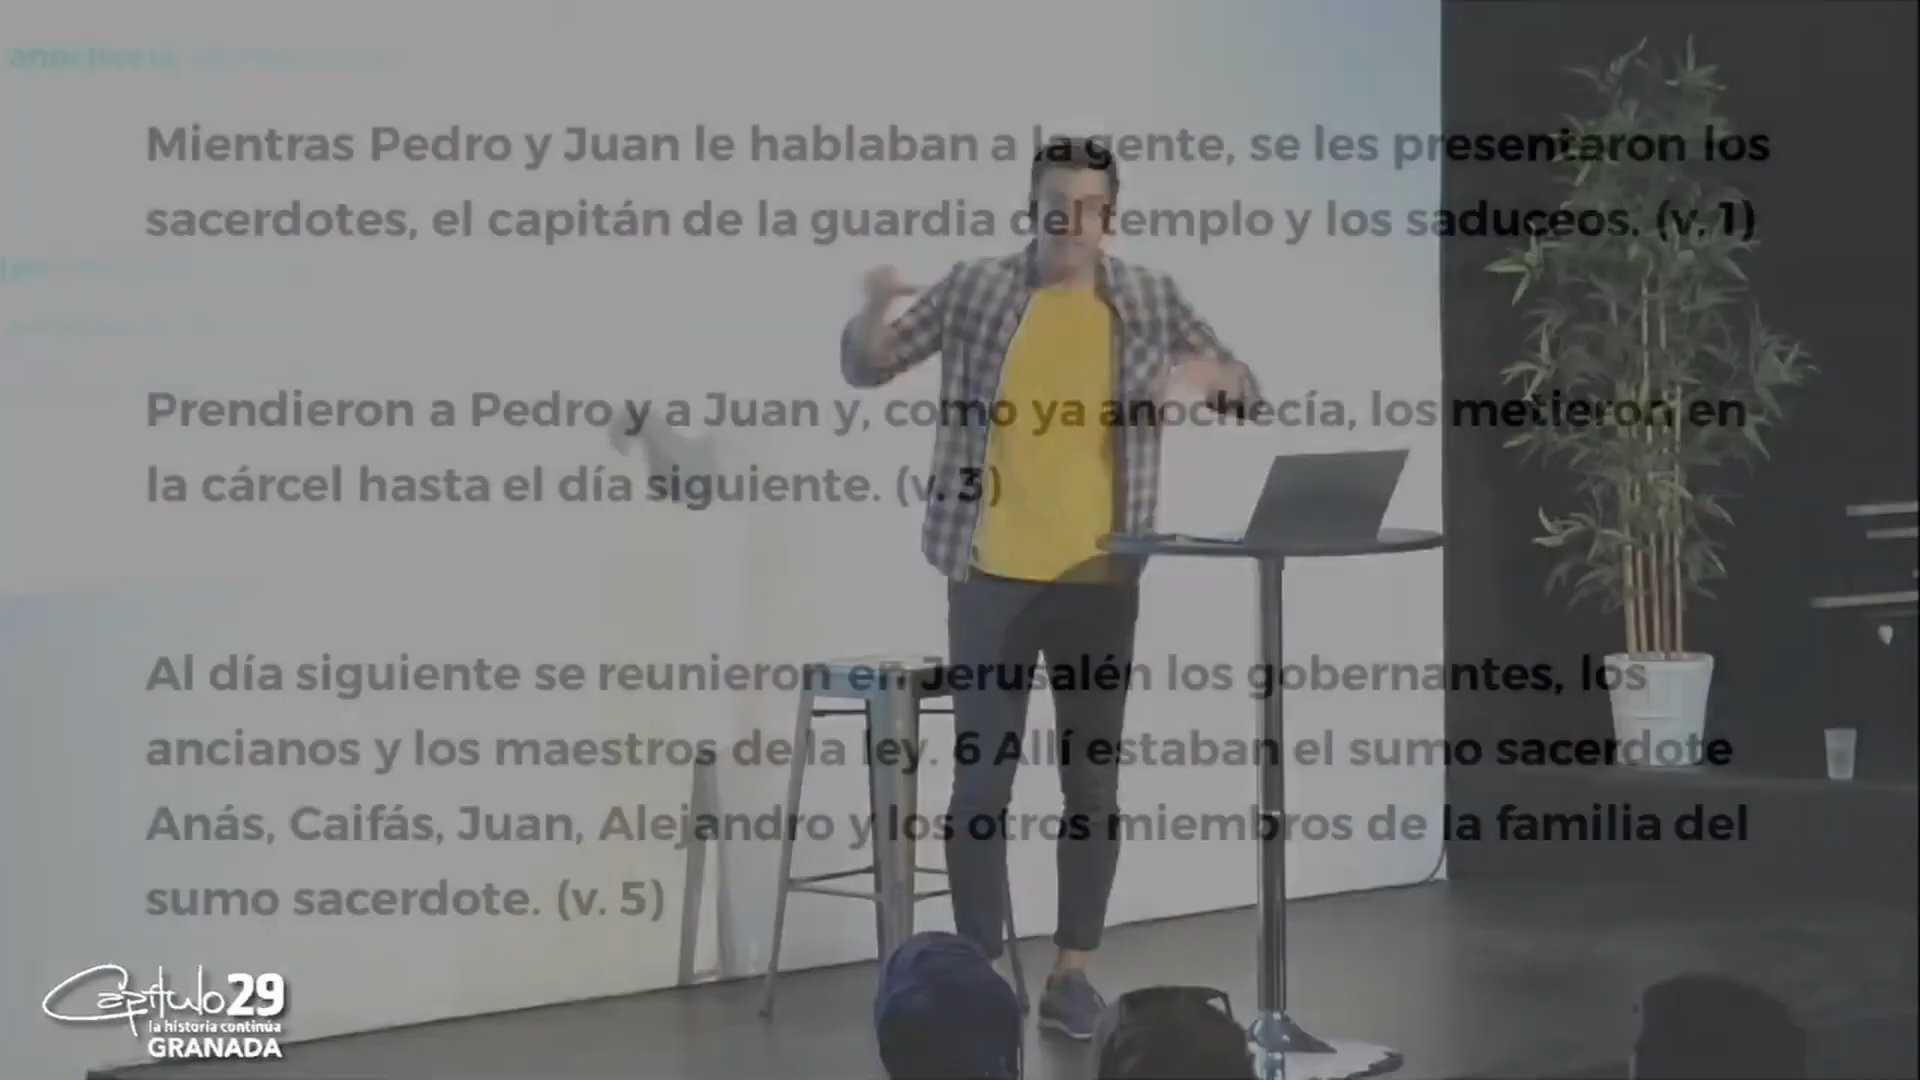 anochecía,
Mientras Pedro y Juan le hablaban a la gente, se les presentaron los
sacerdotes, el capitán de la guardia del templo y los saduceos. (v. 1)
Prendieron a Pedro y a Juan y, como ya anochecía, los metieron en
la cárcel hasta el día siguiente. (v. 3)
Al día siguiente se reunieron en Jerusalén los gobernantes, los
ancianos y los maestros de la ley. 6 Allí estaban el sumo sacerdote
Anás, Caifás, Juan, Alejandro y los otros miembros de la familia del
sumo sacerdote. (v. 5)
Capítulo 29
la historia continúa
GRANADA